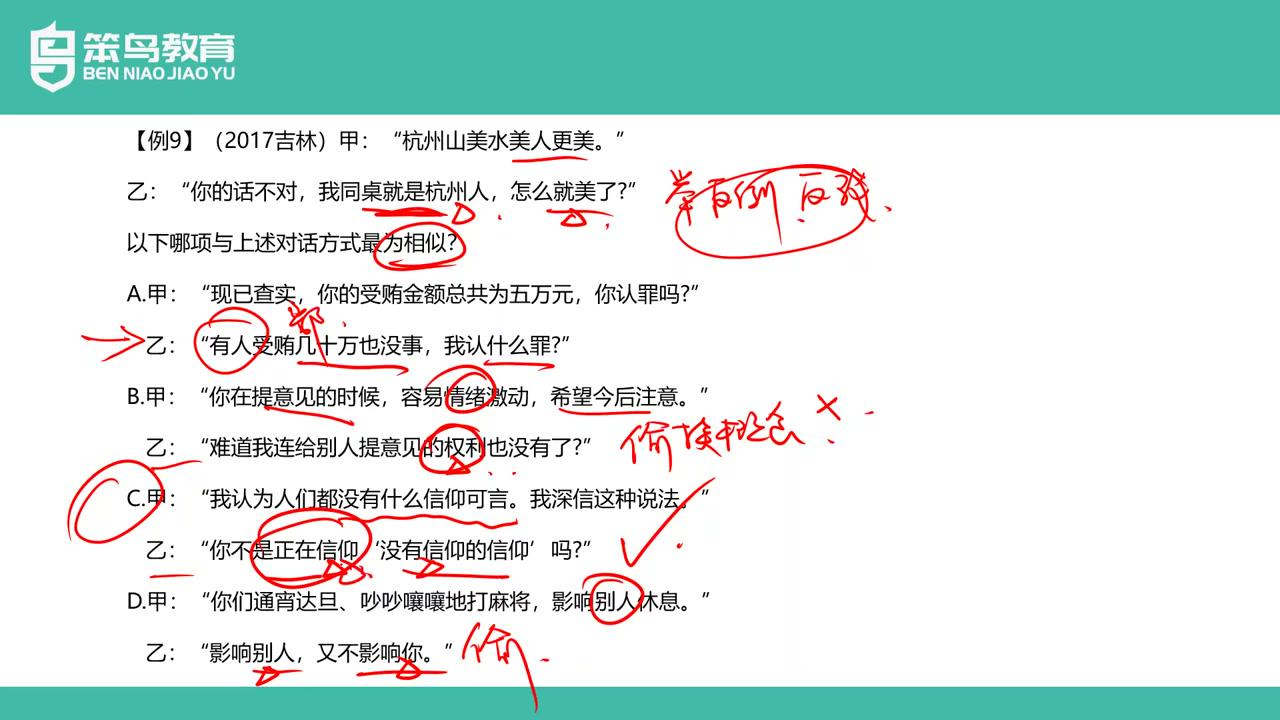 笨鸟教育
BEN NIAO JIAO YU
【例9】（2017吉林）甲：“杭州山美水美人更美。”
乙：“你的话不对，我同桌就是杭州人，怎么就美了?”
举反例 反驳
以下哪项与上述对话方式最为相似?
A.甲：“现已查实，你的受贿金额总共为五万元，你认罪吗?”
都
乙：“有人受贿几十万也没事，我认什么罪?”
B.甲：“你在提意见的时候，容易情绪激动，希望今后注意。”
乙：“难道我连给别人提意见的权利也没有了?”
偷换概念
C.甲：“我认为人们都没有什么信仰可言。我深信这种说法。”
乙：“你不是正在信仰‘没有信仰的信仰’吗?”
D.甲：“你们通宵达旦、吵吵嚷嚷地打麻将，影响别人休息。”
乙：“影响别人，又不影响你。”
偷